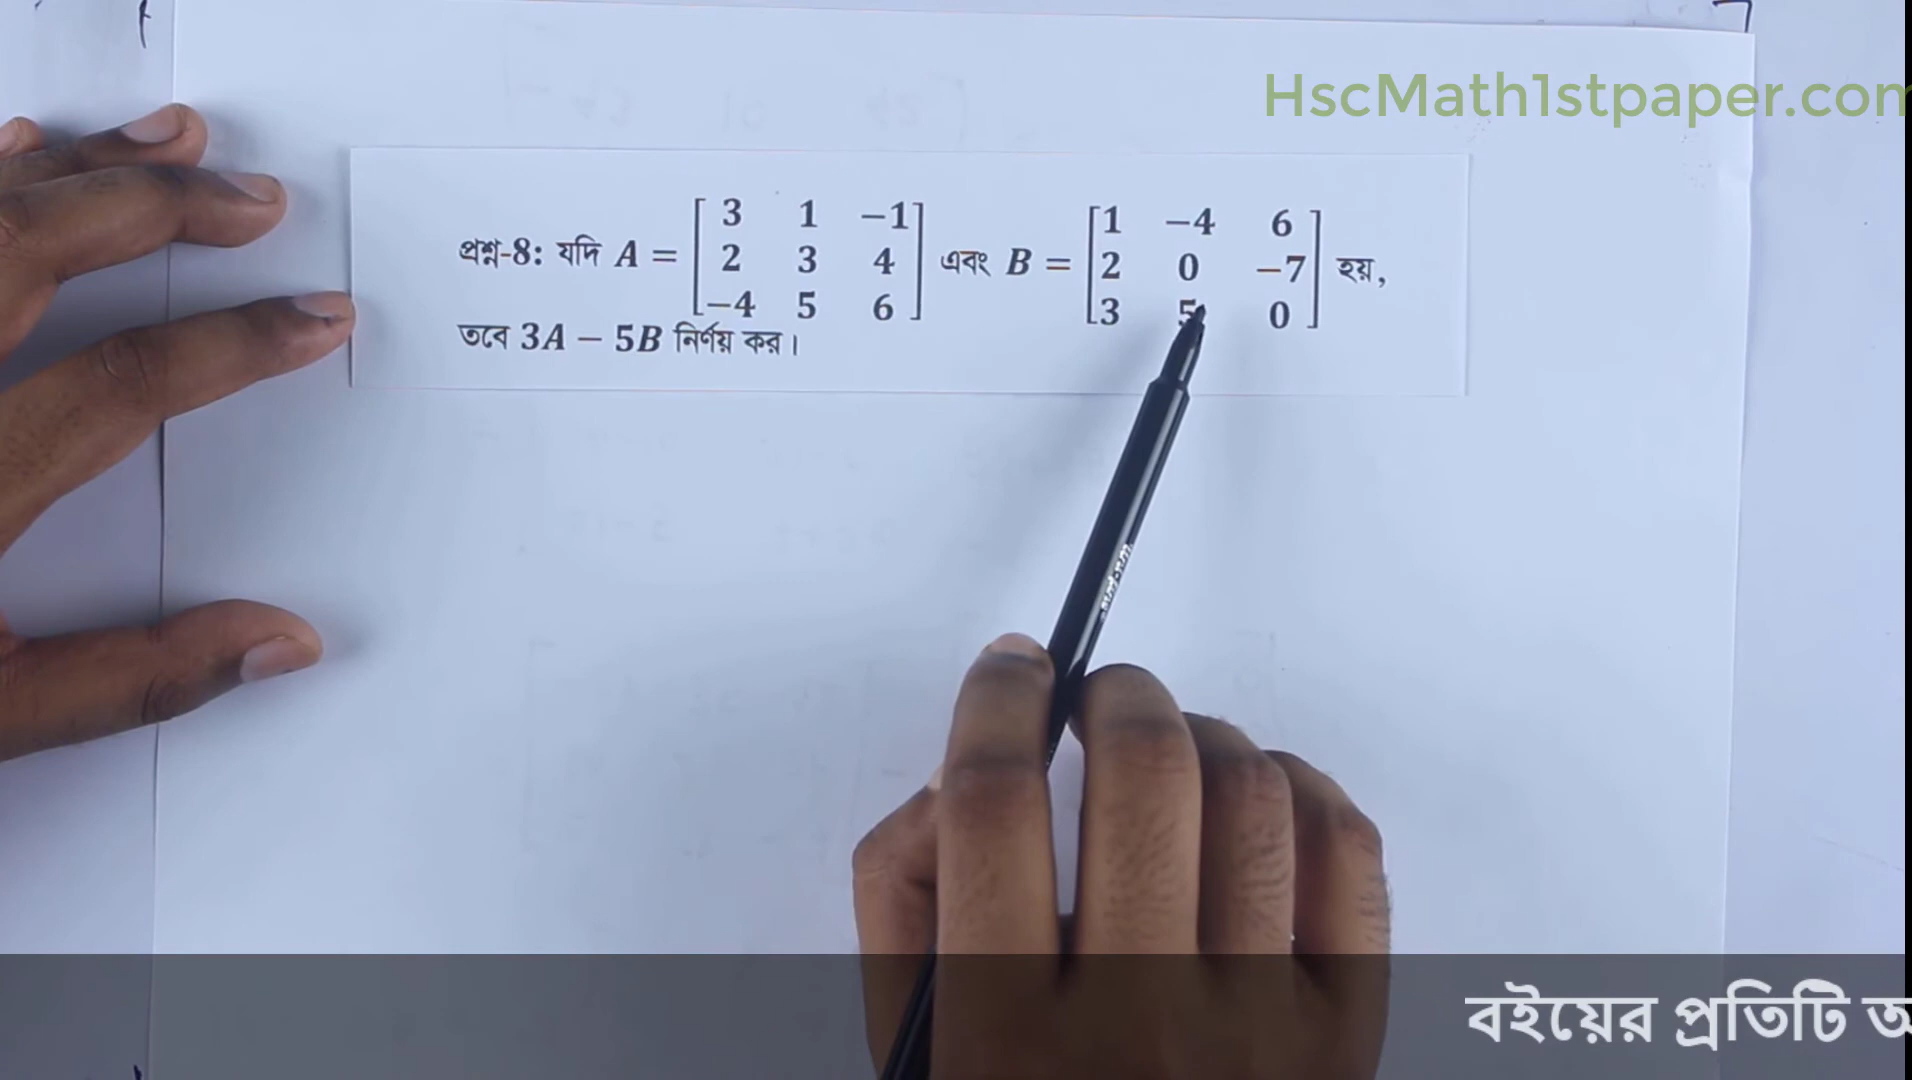 HscMath1stpaper.com
প্রশ্ন-8: যদি A = [3 1 −1; 2 3 4; −4 5 6] এবং B = [1 −4 6; 2 0 −7; 3 5 0] হয়,
তবে 3A − 5B নির্ণয় কর।
বইয়ের প্রতিটি